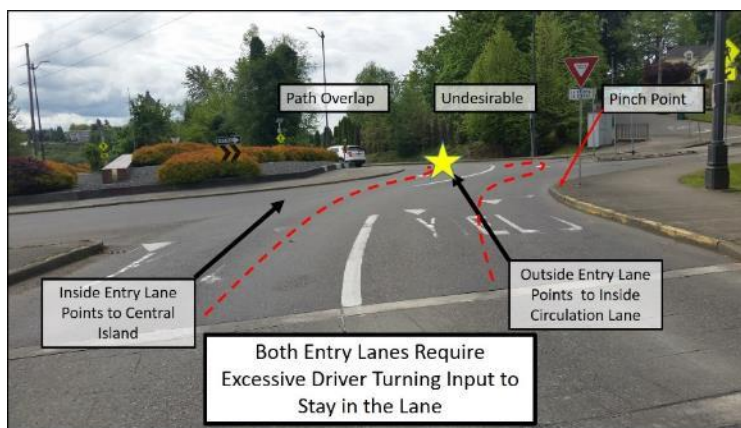 Path Overlap
Undesirable
Pinch Point
YIEL
Inside Entry Lane
Points to Central
Island
Outside Entry Lane
Points to Inside
Circulation Lane
Both Entry Lanes Require
Excessive Driver Turning Input to
Stay in the Lane